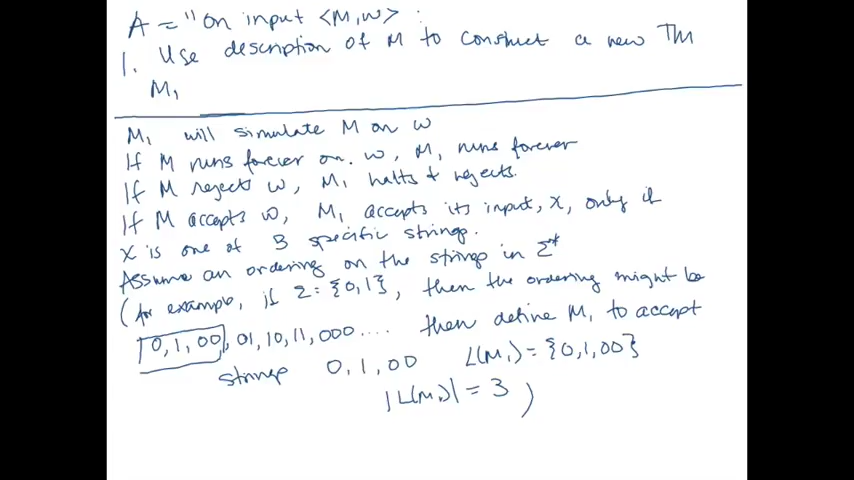 A = "On input <M,w> :
1. Use description of M to construct a new TM
M₁
M₁ will simulate M on w
If M runs forever on w, M₁ runs forever
If M rejects w, M₁ halts & rejects.
If M accepts w, M₁ accepts its input, x, only if
x is one of 3 specific strings.
Assume an ordering on the strings in Σ*
(for example, if Σ = {0,1}, then the ordering might be
0, 1, 00, 01, 10, 11, 000 .... then define M₁ to accept
strings 0, 1, 00 L(M₁) = {0,1,00}
|L(M₁)| = 3 )